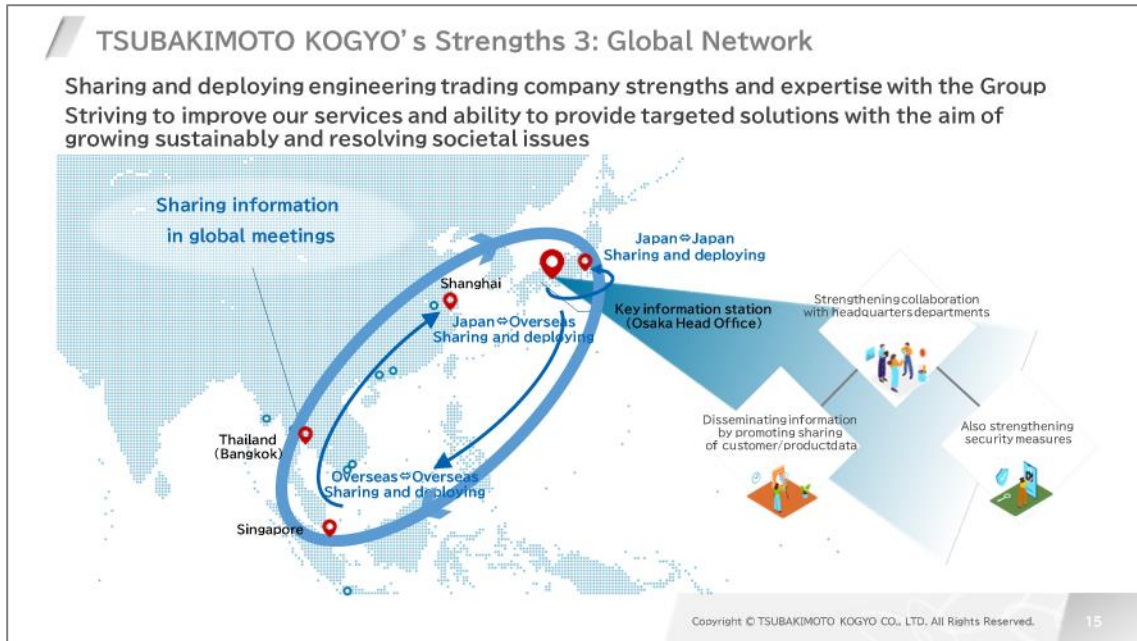 TSUBAKIMOTO KOGYO's Strengths 3: Global Network
Sharing and deploying engineering trading company strengths and expertise with the Group
Striving to improve our services and ability to provide targeted solutions with the aim of
growing sustainably and resolving societal issues
Sharing information
in global meetings
Japan⇔Japan
Sharing and deploying
Shanghai
Key information station
(Osaka Head Office)
Japan⇔Overseas
Sharing and deploying
Strengthening collaboration
with headquarters departments
Disseminating information
by promoting sharing
of customer/productdata
Also strengthening
security measures
Thailand
(Bangkok)
Overseas⇔Overseas
Sharing and deploying
Singapore
Copyright © TSUBAKIMOTO KOGYO CO., LTD. All Rights Reserved.
15